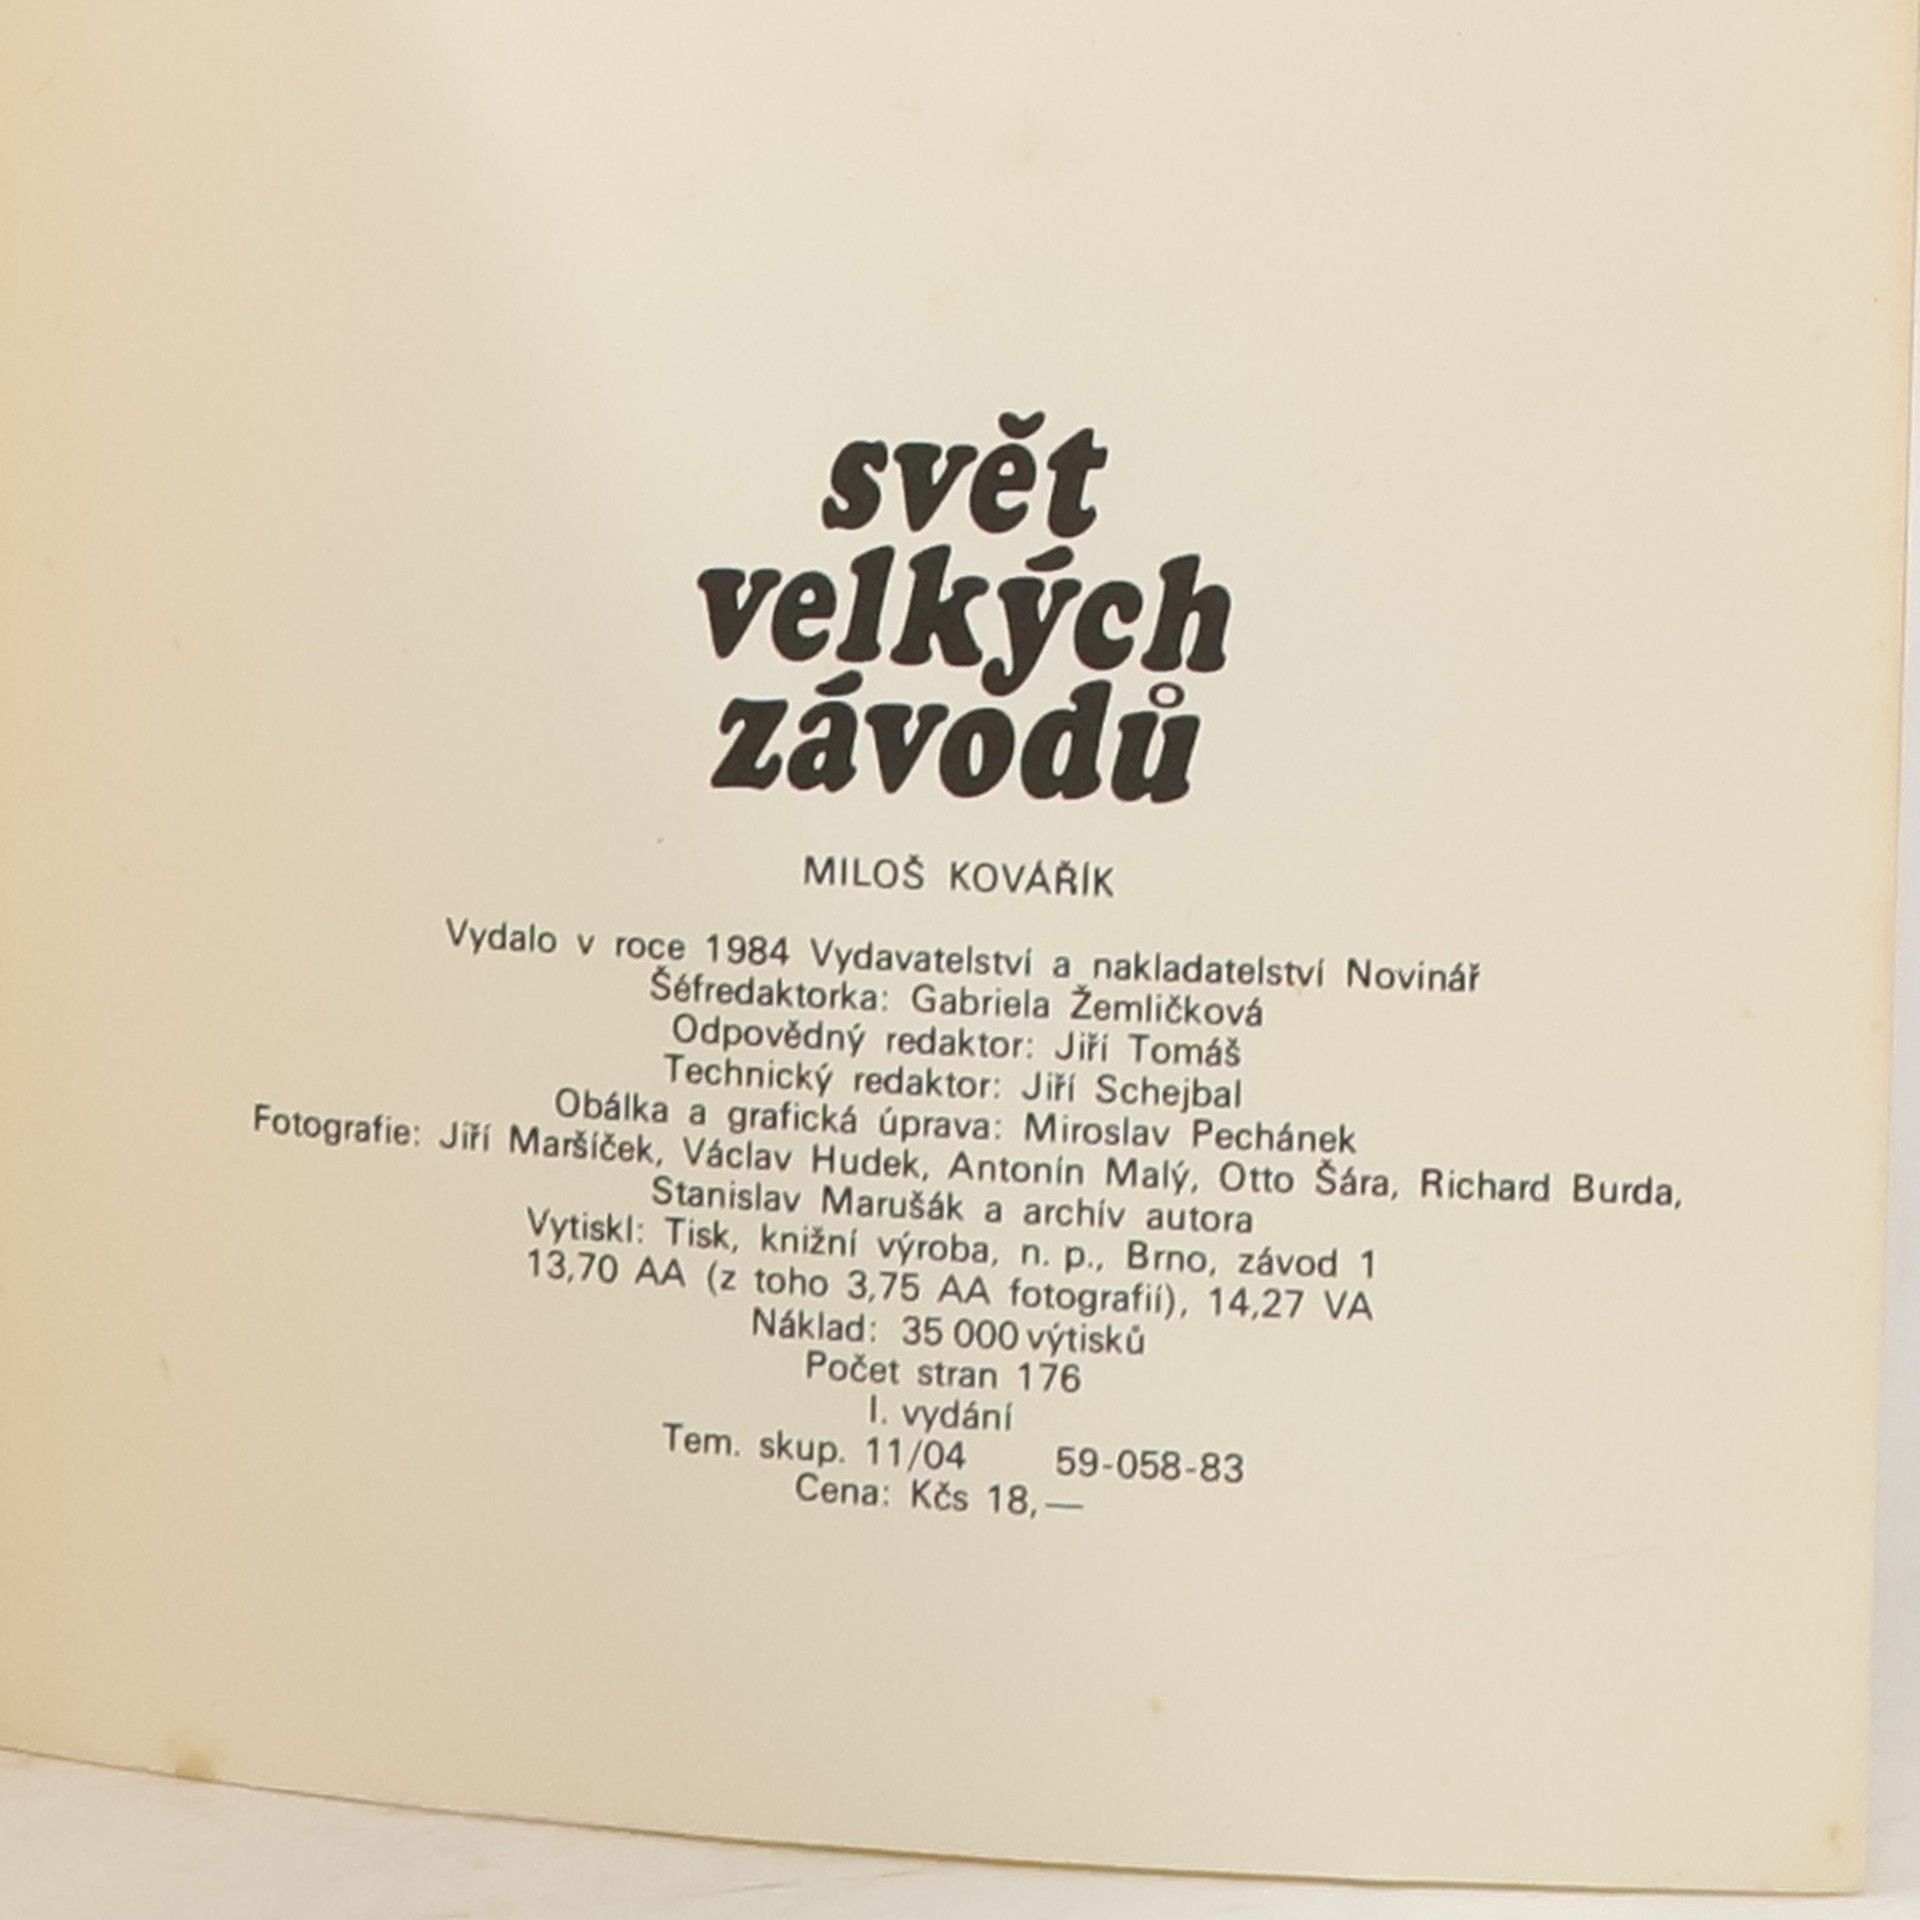 svět
velkých
závodů
MILOŠ KOVÁŘÍK
Vydalo v roce 1984 Vydavatelství a nakladatelství Novinář
Šéfredaktorka: Gabriela Žemličková
Odpovědný redaktor: Jiří Tomáš
Technický redaktor: Jiří Schejbal
Obálka a grafická úprava: Miroslav Pechánek
Fotografie: Jiří Maršíček, Václav Hudek, Antonín Malý, Otto Šára, Richard Burda,
Stanislav Marušák a archív autora
Vytiskl: Tisk, knižní výroba, n. p., Brno, závod 1
13,70 AA (z toho 3,75 AA fotografií), 14,27 VA
Náklad: 35 000 výtisků
Počet stran 176
I. vydání
Tem. skup. 11/04 59-058-83
Cena: Kčs 18,—